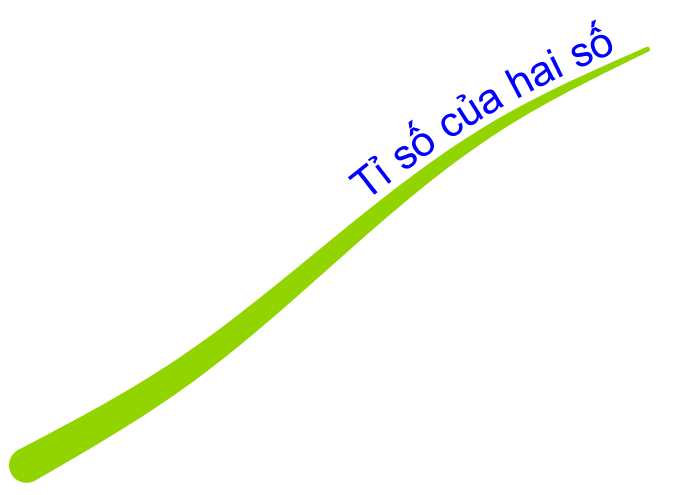 Tỉ số của hai số